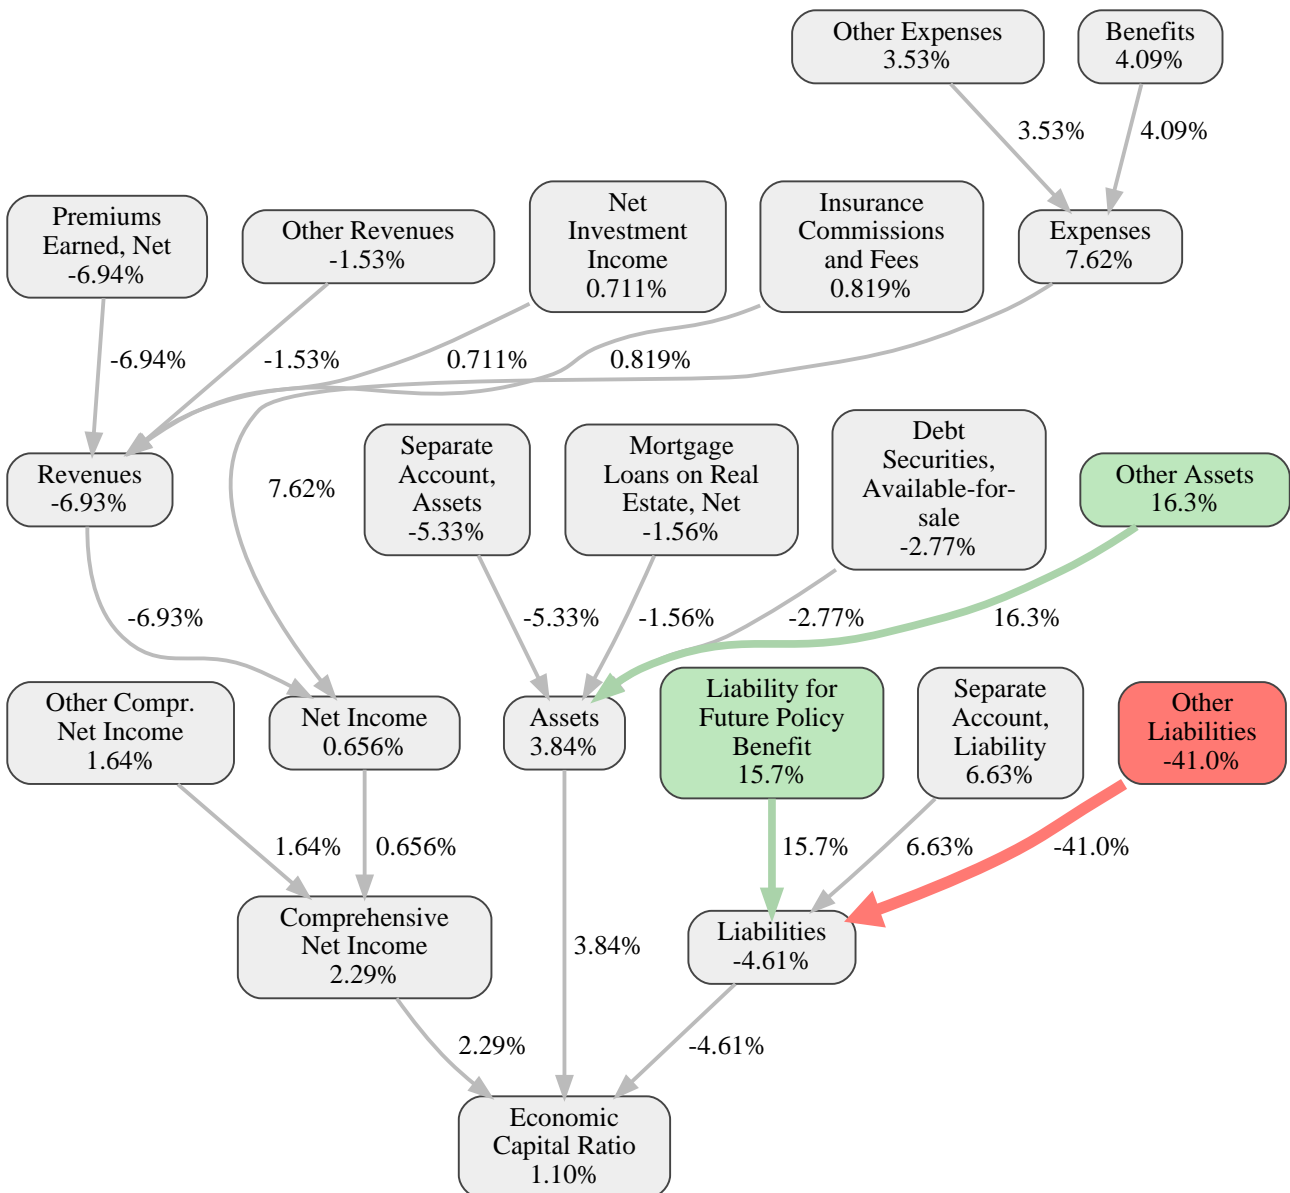 Other Expenses
3.53%
Benefits
4.09%
3.53%
4.09%
Premiums
Earned, Net
-6.94%
Other Revenues
-1.53%
Net
Investment
Income
0.711%
Insurance
Commissions
and Fees
0.819%
Expenses
7.62%
-6.94%
-1.53%
0.711%
0.819%
Revenues
-6.93%
7.62%
Separate
Account,
Assets
-5.33%
Mortgage
Loans on Real
Estate, Net
-1.56%
Debt
Securities,
Available-for-
sale
-2.77%
Other Assets
16.3%
-6.93%
-5.33%
-1.56%
-2.77%
16.3%
Other Compr.
Net Income
1.64%
Net Income
0.656%
Assets
3.84%
Liability for
Future Policy
Benefit
15.7%
Separate
Account,
Liability
6.63%
Other
Liabilities
-41.0%
1.64%
0.656%
15.7%
6.63%
-41.0%
Comprehensive
Net Income
2.29%
3.84%
Liabilities
-4.61%
2.29%
-4.61%
Economic
Capital Ratio
1.10%